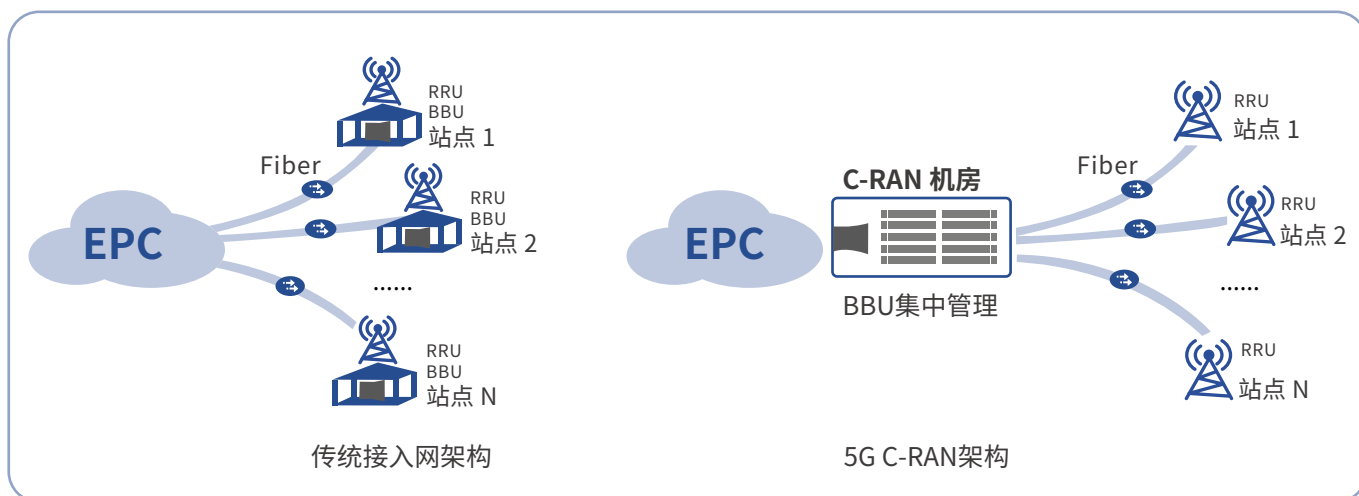 EPC
Fiber
RRU
BBU
站点 1
RRU
BBU
站点 2
......
RRU
BBU
站点 N
传统接入网架构
EPC
C-RAN 机房
BBU集中管理
Fiber
RRU
站点 1
RRU
站点 2
......
RRU
站点 N
5G C-RAN架构